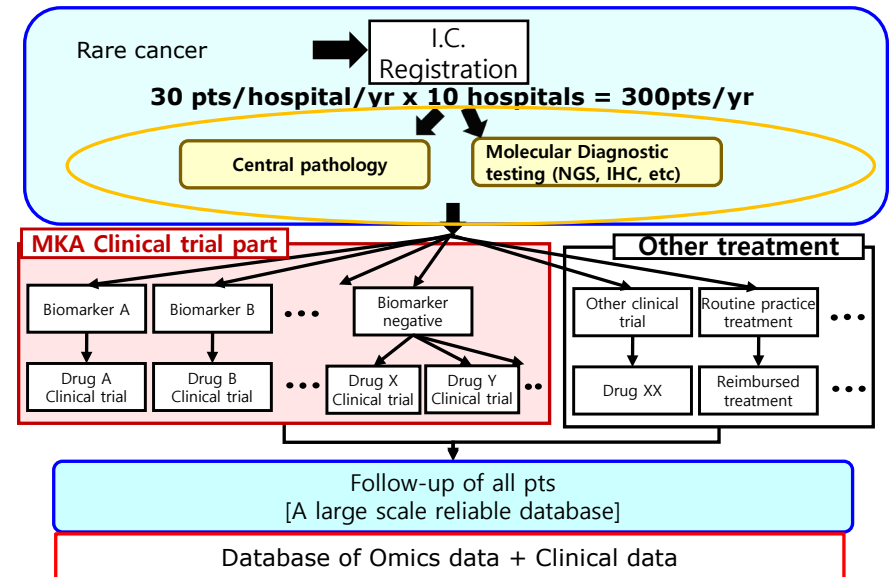 Rare cancer
I.C.
Registration
30 pts/hospital/yr x 10 hospitals = 300pts/yr
Central pathology
Molecular Diagnostic
testing (NGS, IHC, etc)
MKA Clinical trial part
Other treatment
Biomarker A
Biomarker B
•••
Biomarker
negative
Other clinical
trial
Routine practice
treatment
•••
Drug A
Clinical trial
Drug B
Clinical trial
•••
Drug X
Clinical trial
Drug Y
Clinical trial
••
Drug XX
Reimbursed
treatment
•••
Follow-up of all pts
[A large scale reliable database]
Database of Omics data + Clinical data